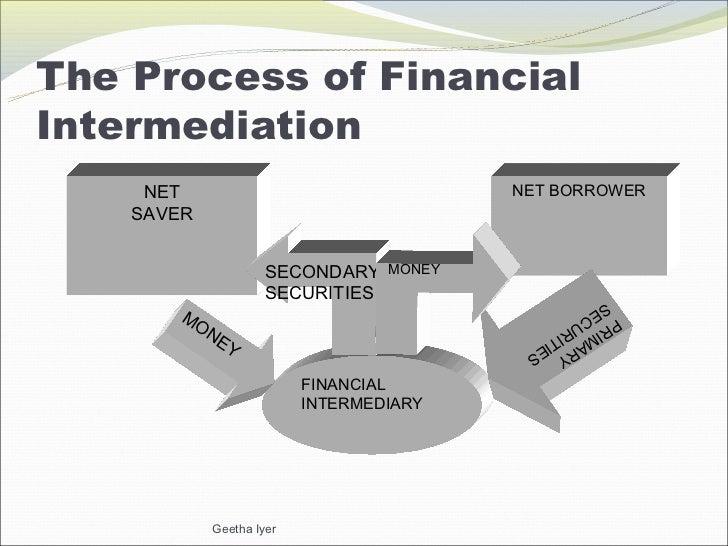 The Process of Financial
Intermediation
NET
SAVER
NET BORROWER
SECONDARY
SECURITIES
MONEY
MONEY
PRIMARY
SECURITIES
FINANCIAL
INTERMEDIARY
Geetha Iyer